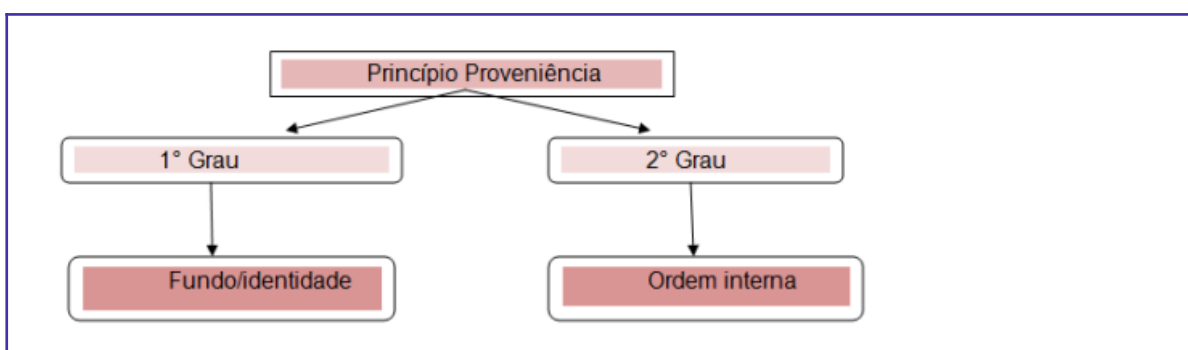 Princípio Proveniência
1° Grau
2° Grau
Fundo/identidade
Ordem interna